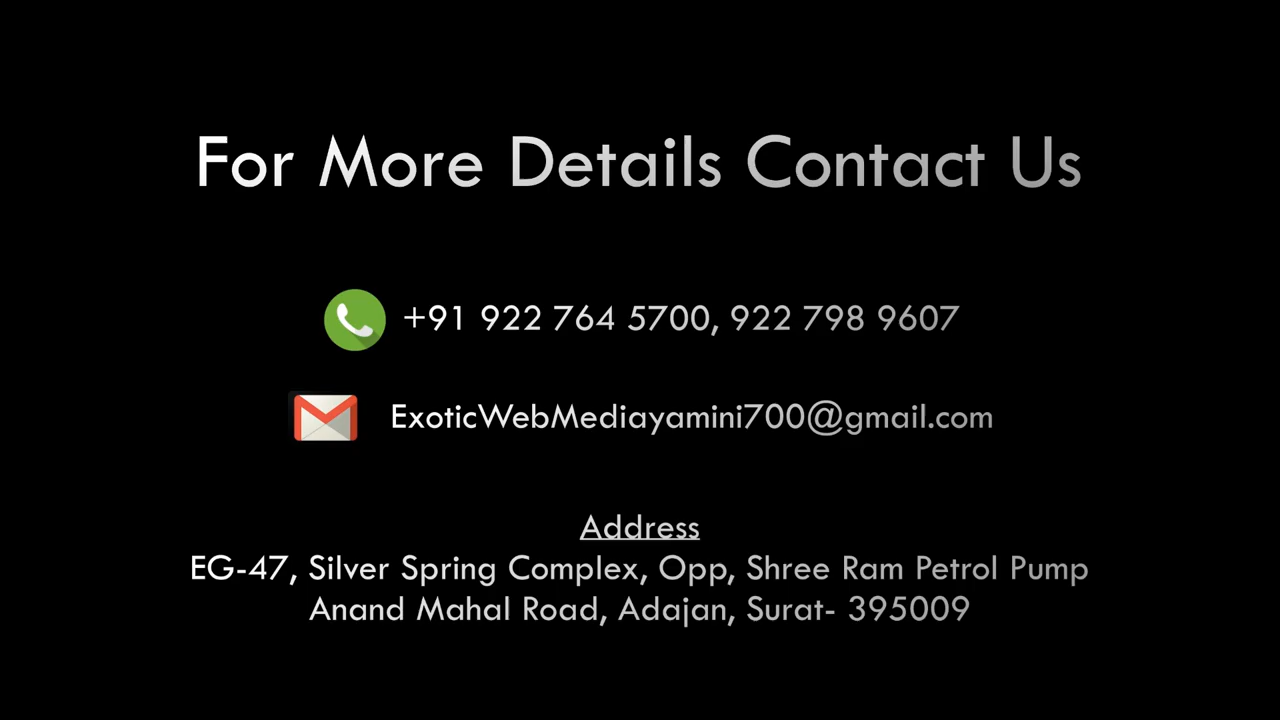 For More Details Contact Us
+91 922 764 5700, 922 798 9607
ExoticWebMediayamini700@gmail.com
Address
EG-47, Silver Spring Complex, Opp, Shree Ram Petrol Pump
Anand Mahal Road, Adajan, Surat- 395009